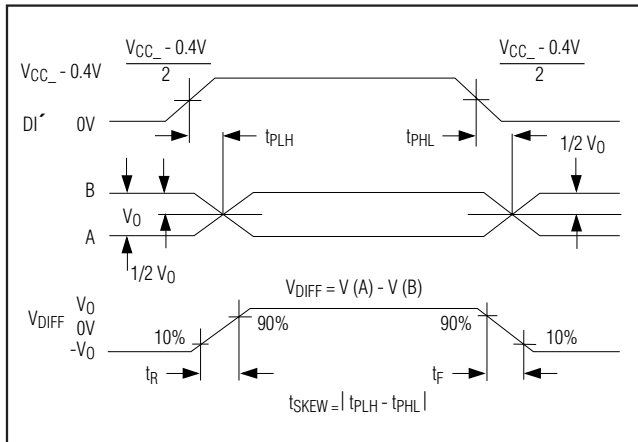 V_CC_ - 0.4V
V_CC_ - 0.4V
2
V_CC_ - 0.4V
2
DI´ 0V
t_PLH
t_PHL
1/2 V_O
B
V_O
A
1/2 V_O
V_DIFF = V (A) - V (B)
V_DIFF
V_O
0V
-V_O
10%
90%
90%
10%
t_R
t_F
t_SKEW = | t_PLH - t_PHL |